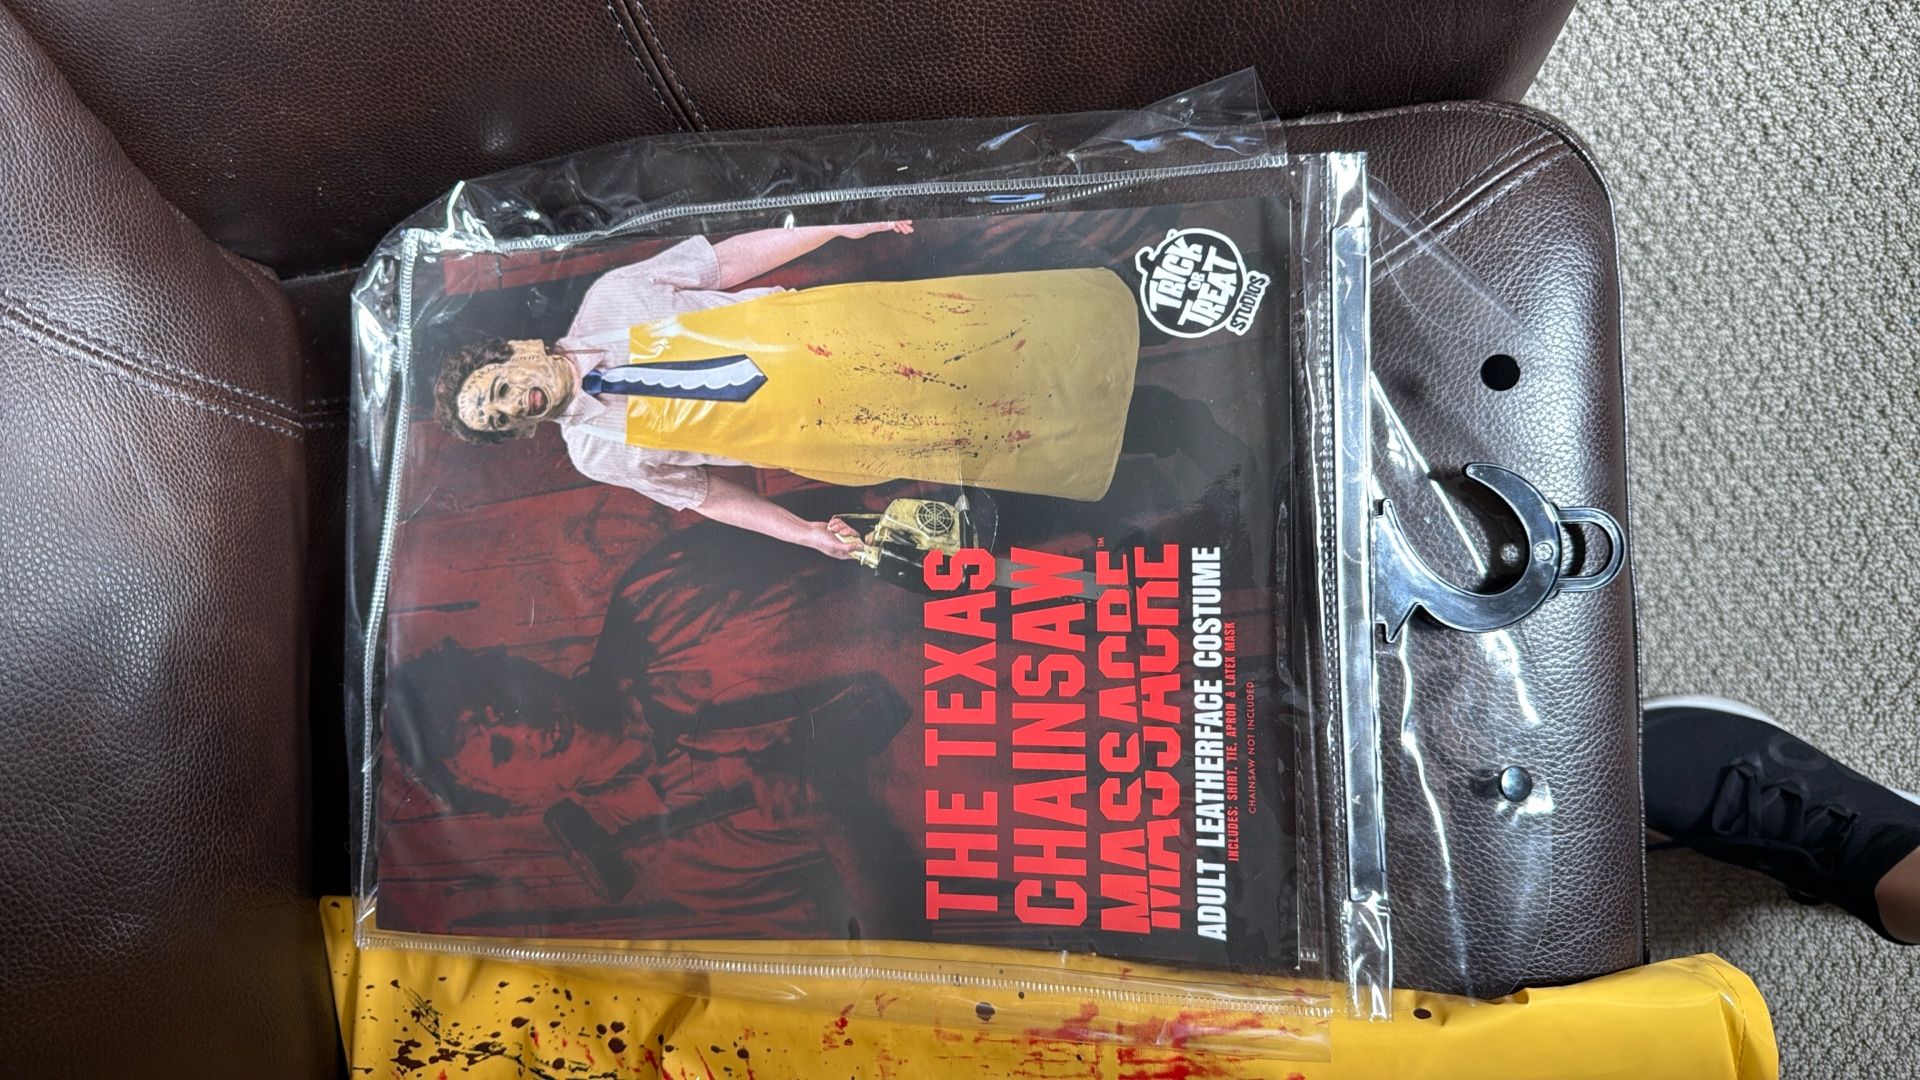 TRICK
OR
TREAT
STUDIOS
THE TEXAS
CHAINSAW
MASSACRE™
ADULT LEATHERFACE COSTUME
INCLUDES: SHIRT, TIE, APRON & LATEX MASK
CHAINSAW NOT INCLUDED.